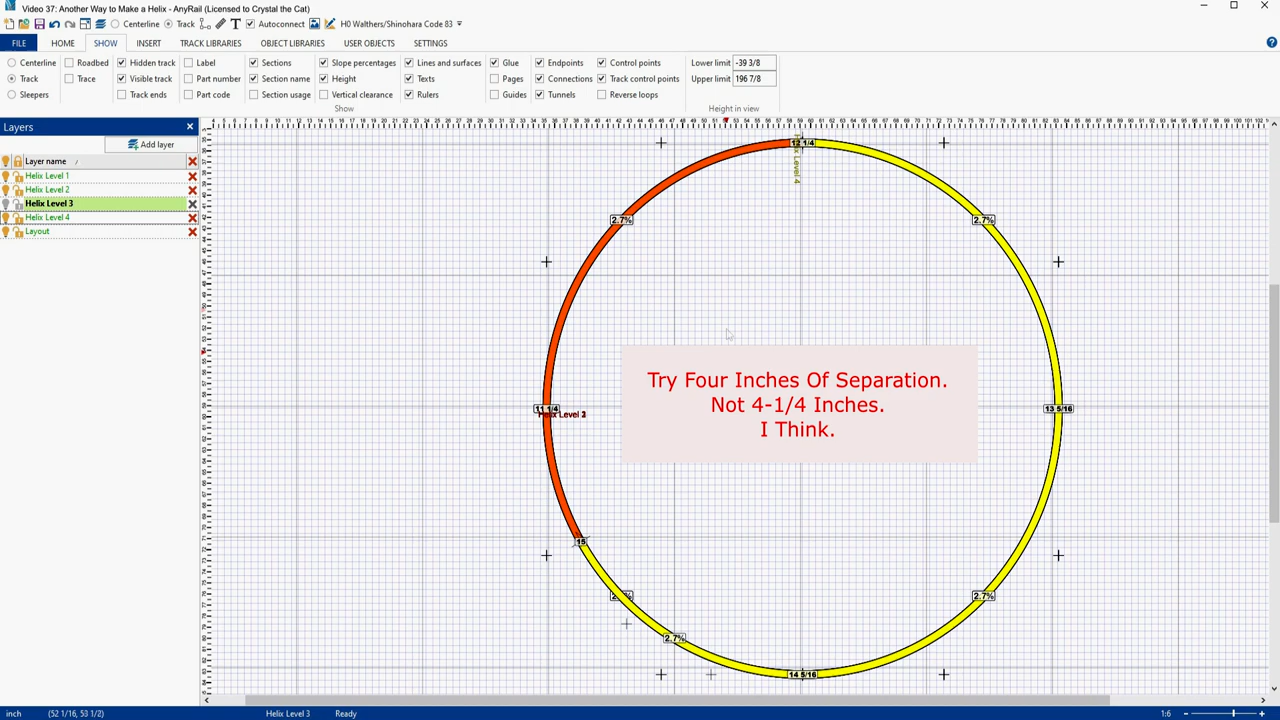 Video 37: Another Way to Make a Helix - AnyRail (Licensed to Crystal the Cat)
Centerline Track Autoconnect H0 Walthers/Shinohara Code 83
FILE HOME SHOW INSERT TRACK LIBRARIES OBJECT LIBRARIES USER OBJECTS SETTINGS
Centerline Roadbed Hidden track Label Sections Slope percentages Lines and surfaces Glue Endpoints Control points Lower limit -39 3/8
Track Trace Visible track Part number Section name Height Texts Pages Connections Track control points Upper limit 196 7/8
Sleepers Track ends Part code Section usage Vertical clearance Rulers Guides Tunnels Reverse loops
Show Height in view
Layers
Add layer
Layer name
Helix Level 1
Helix Level 2
Helix Level 3
Helix Level 4
Layout
12 1/4
Helix Level 4
2.7% 2.7%
Try Four Inches Of Separation.
Not 4-1/4 Inches.
I Think.
11 1/4 13 5/16
15
2.7%
2.7%
14 5/16
inch (52 1/16, 53 1/2) Helix Level 3 Ready 1:6